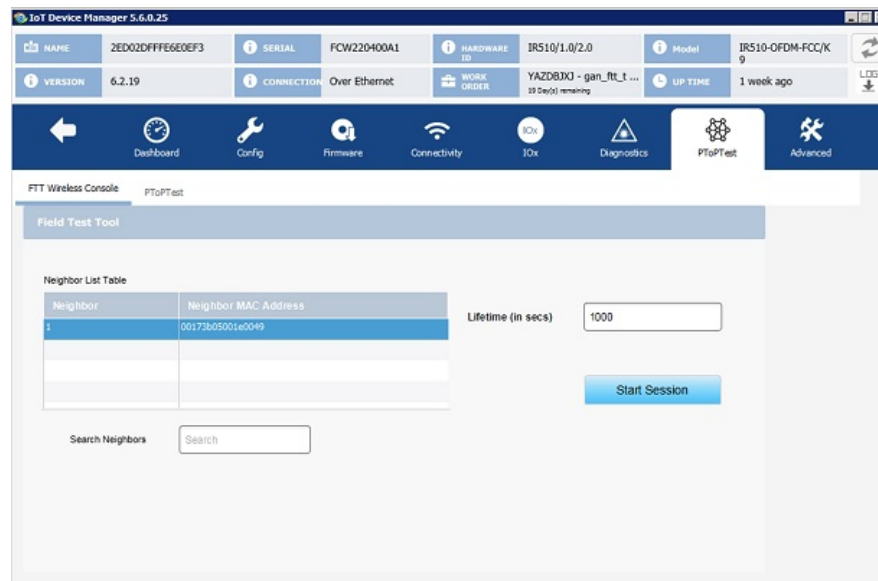 IoT Device Manager 5.6.0.25
NAME 2ED02DFFFE6E0EF3 SERIAL FCW220400A1 HARDWARE ID IR510/1.0/2.0 Model IR510-OFDM-FCC/K9
VERSION 6.2.19 CONNECTION Over Ethernet WORK ORDER YAZDBJXJ - gan_ftt_t ... UP TIME 1 week ago
19 Day(s) remaining
LOG
IOx
Dashboard Config Firmware Connectivity IOx Diagnostics PToPTest Advanced
FTT Wireless Console PToPTest
Field Test Tool
Neighbor List Table
Neighbor Neighbor MAC Address
1 00173b05001e0049
Lifetime (in secs) 1000
Start Session
Search Neighbors Search